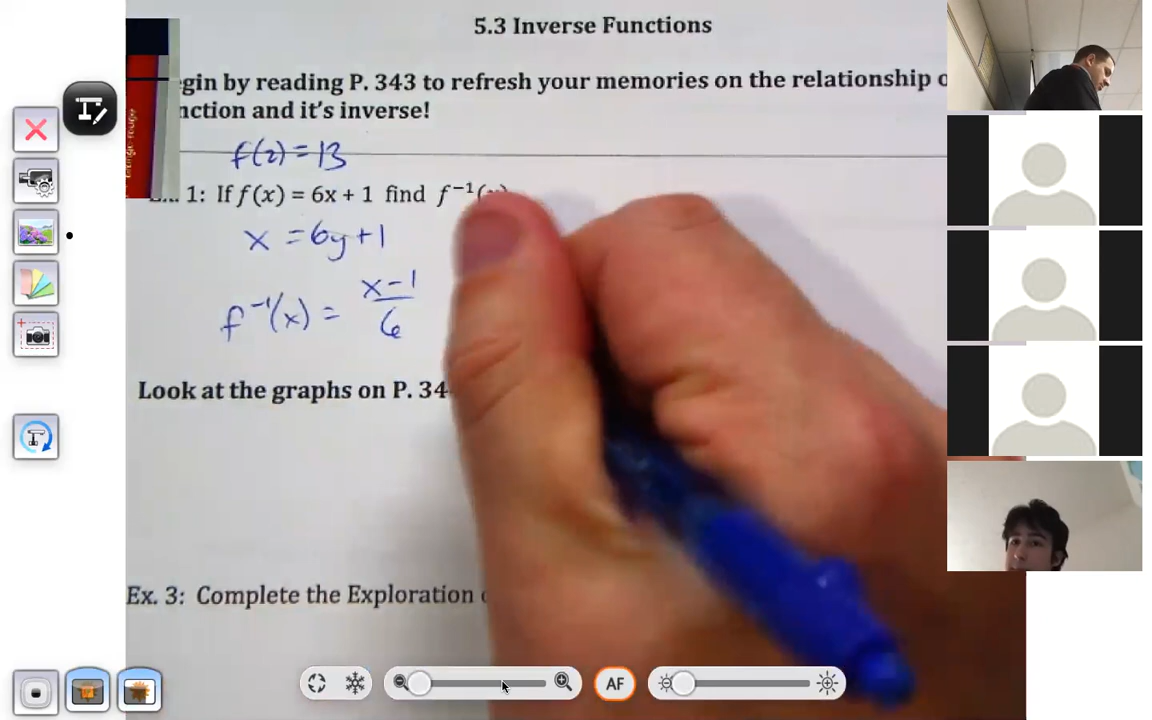 5.3 Inverse Functions
gin by reading P. 343 to refresh your memories on the relationship o
nction and it's inverse!
f(2) = 13
1: If f(x) = 6x + 1 find f⁻¹(x)
x = 6y + 1
f⁻¹(x) = (x-1)/6
Look at the graphs on P. 34
Ex. 3: Complete the Exploration
AF